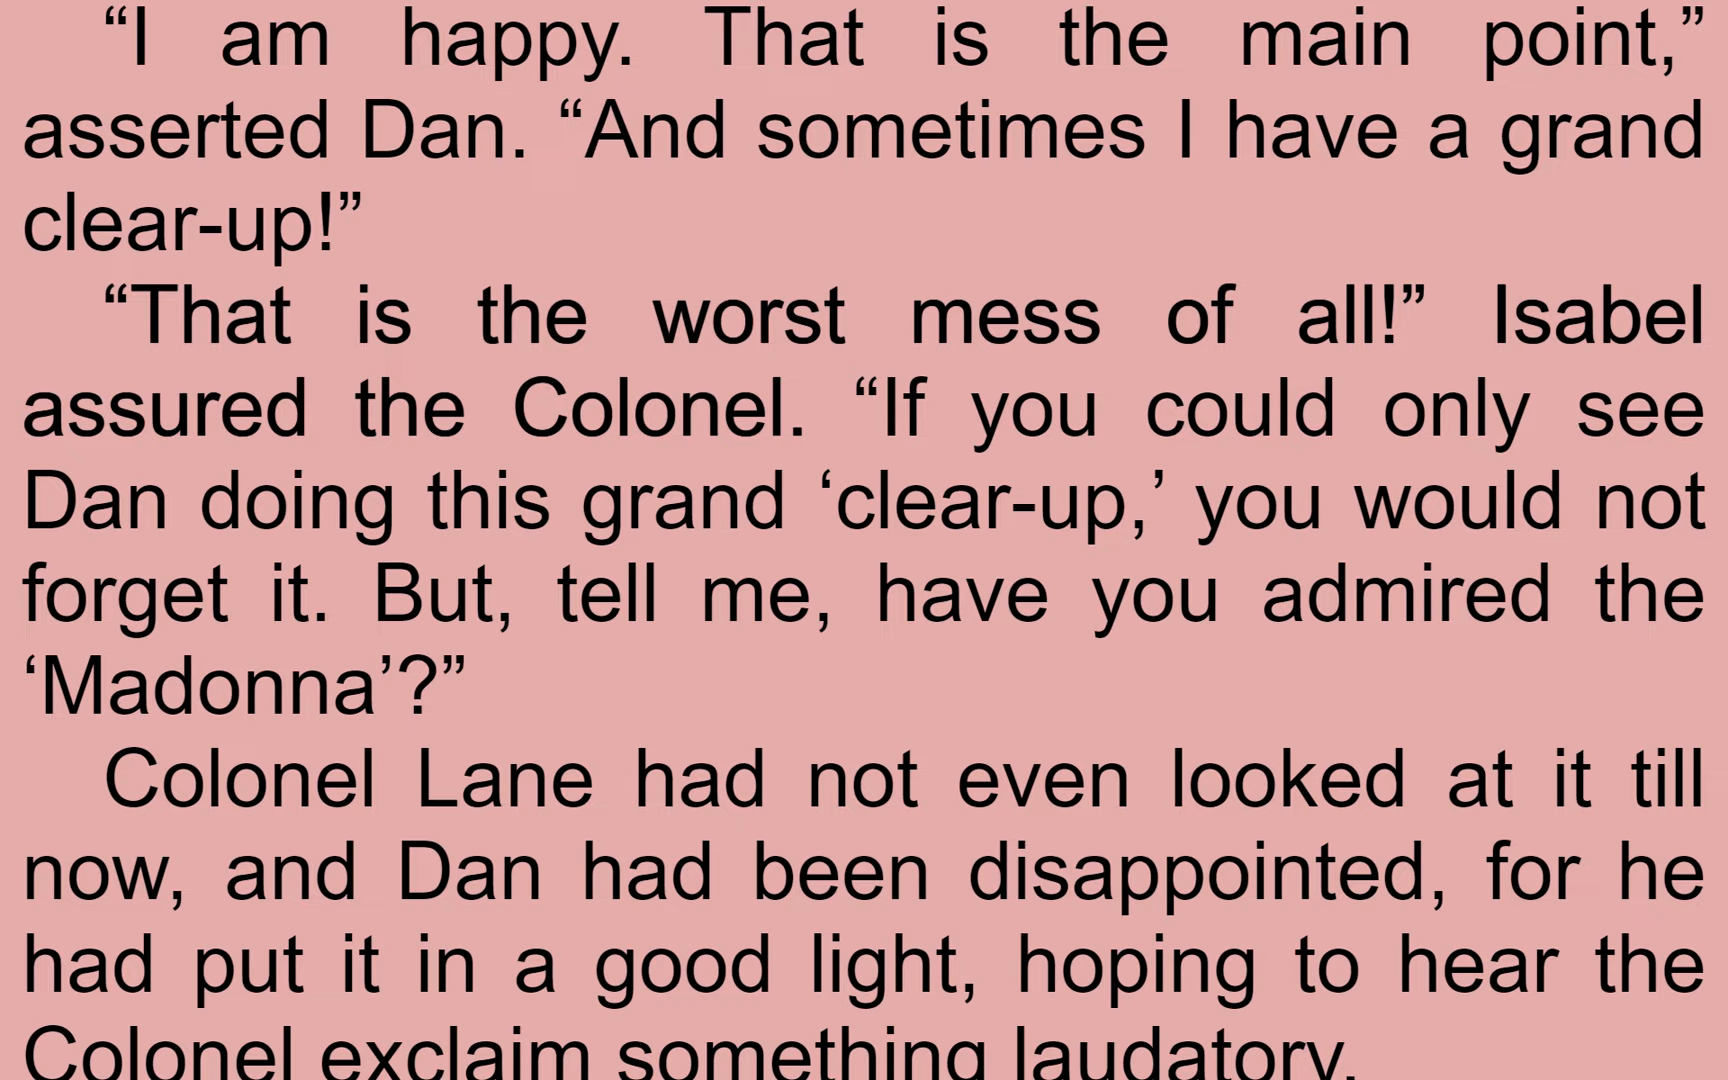 “I am happy. That is the main point,”
asserted Dan. “And sometimes I have a grand
clear-up!”
“That is the worst mess of all!” Isabel
assured the Colonel. “If you could only see
Dan doing this grand ‘clear-up,’ you would not
forget it. But, tell me, have you admired the
‘Madonna’?”
Colonel Lane had not even looked at it till
now, and Dan had been disappointed, for he
had put it in a good light, hoping to hear the
Colonel exclaim something laudatory.